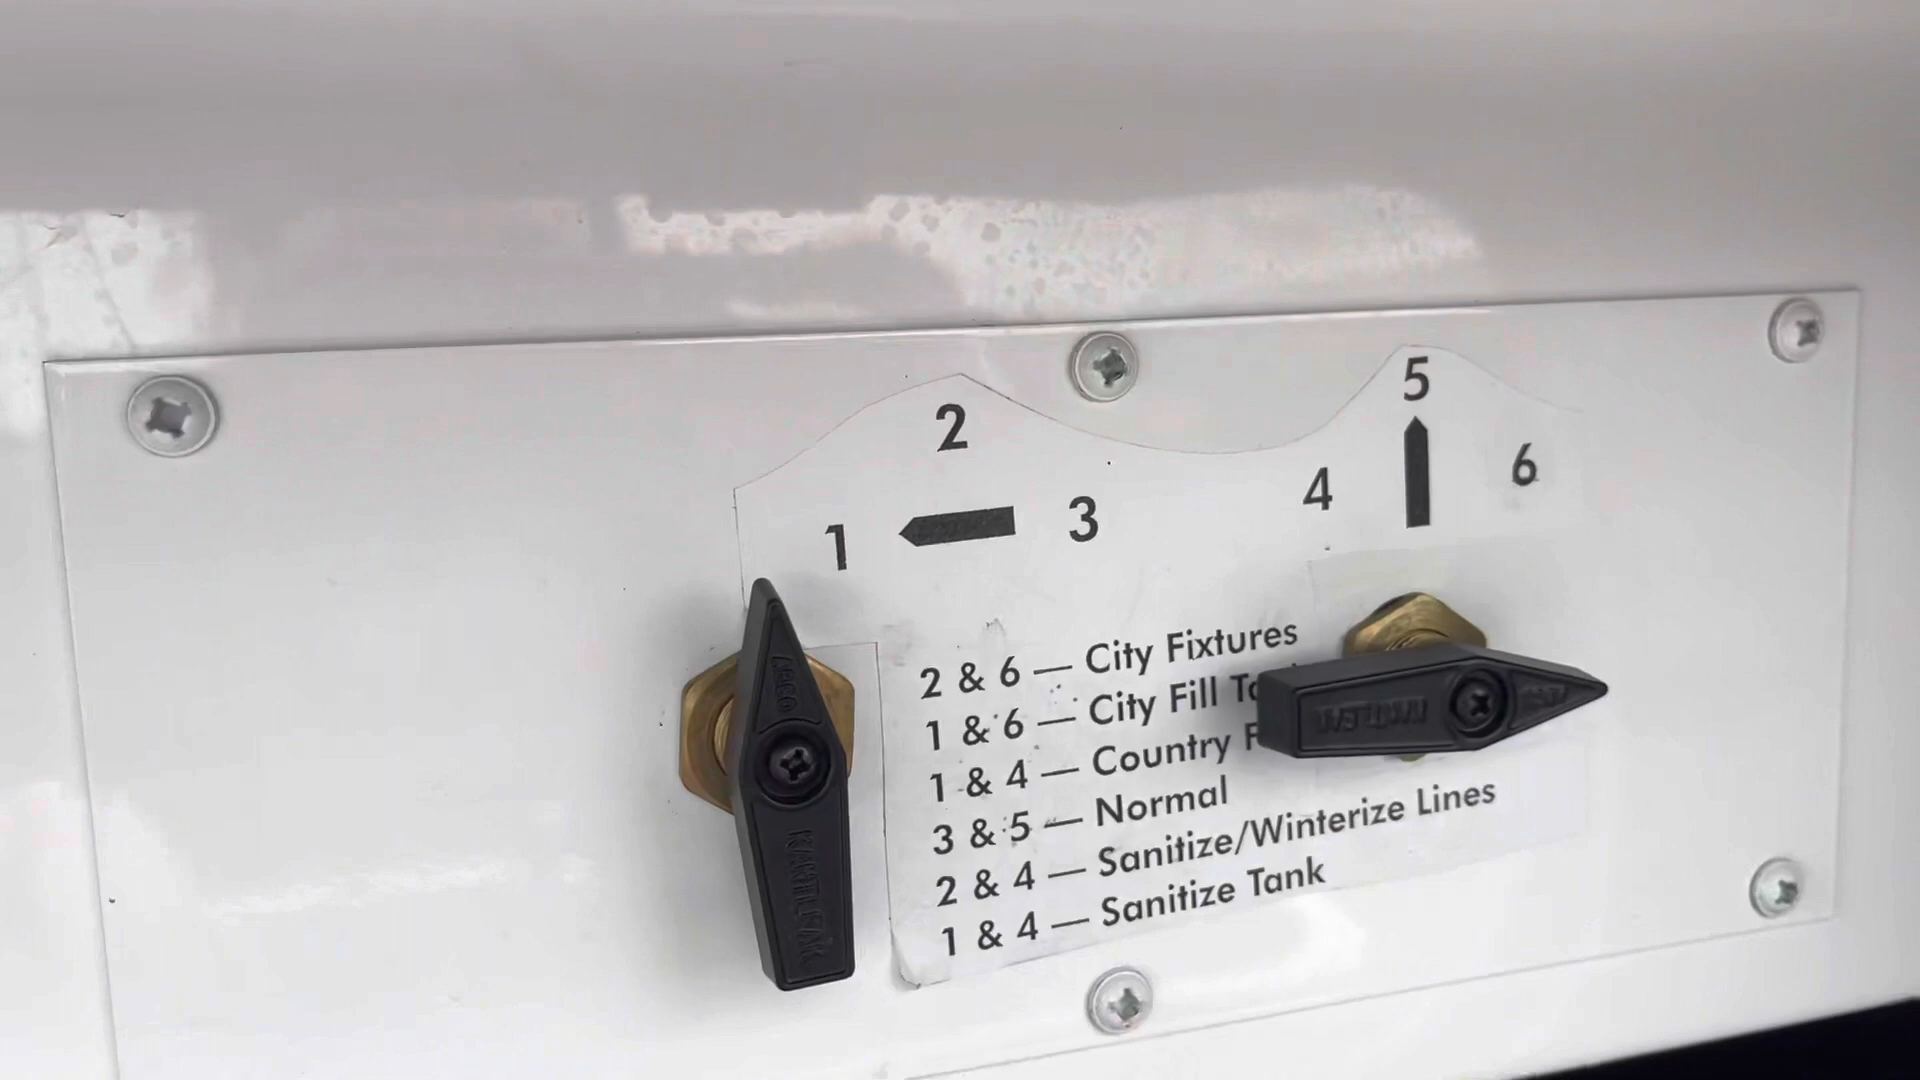 5
2
6
4
1
3
2 & 6 — City Fixtures
1 & 6 — City Fill
1 & 4 — Country
3 & 5 — Normal
2 & 4 — Sanitize/Winterize Lines
1 & 4 — Sanitize Tank